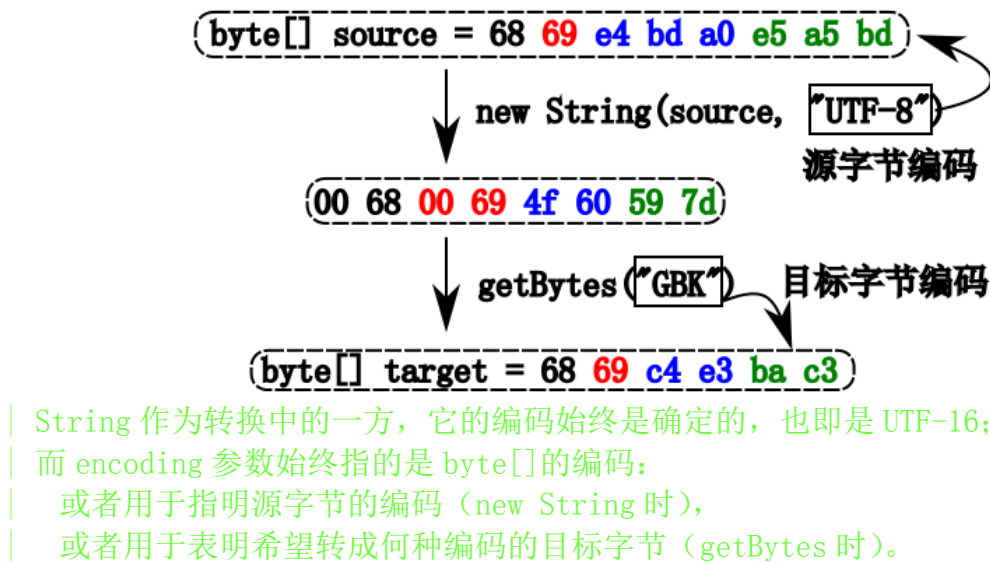 byte[] source = 68 69 e4 bd a0 e5 a5 bd
new String(source, "UTF-8")
源字节编码
00 68 00 69 4f 60 59 7d
getBytes("GBK")
目标字节编码
byte[] target = 68 69 c4 e3 ba c3
String 作为转换中的一方，它的编码始终是确定的，也即是 UTF-16;
而 encoding 参数始终指的是 byte[]的编码：
或者用于指明源字节的编码（new String 时），
或者用于表明希望转成何种编码的目标字节（getBytes 时）。